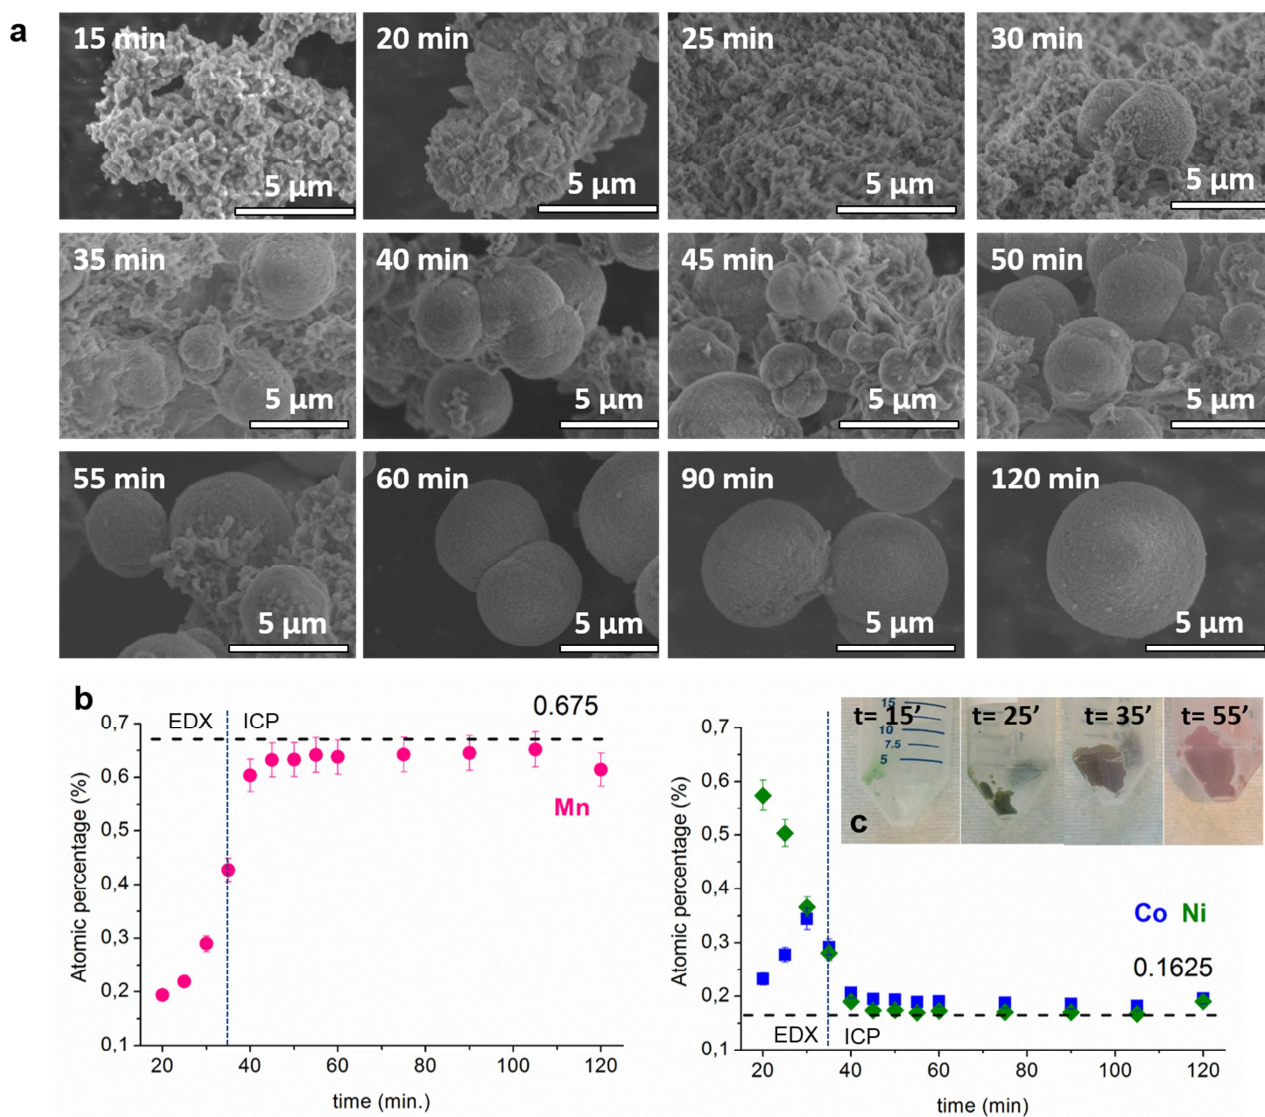 a
15 min
20 min
25 min
30 min
5 µm
5 µm
5 µm
5 µm
35 min
40 min
45 min
50 min
5 µm
5 µm
5 µm
5 µm
55 min
60 min
90 min
120 min
5 µm
5 µm
5 µm
5 µm
b
EDX
ICP
0.675
0,7
0,6
0,5
0,4
0,3
0,2
0,1
Atomic percentage (%)
Mn
20
40
60
80
100
120
time (min.)
t= 15’
t= 25’
t= 35’
t= 55’
15
10
7.5
5
c
0,7
0,6
0,5
0,4
0,3
0,2
0,1
Atomic percentage (%)
Co Ni
0.1625
EDX
ICP
20
40
60
80
100
120
time (min)